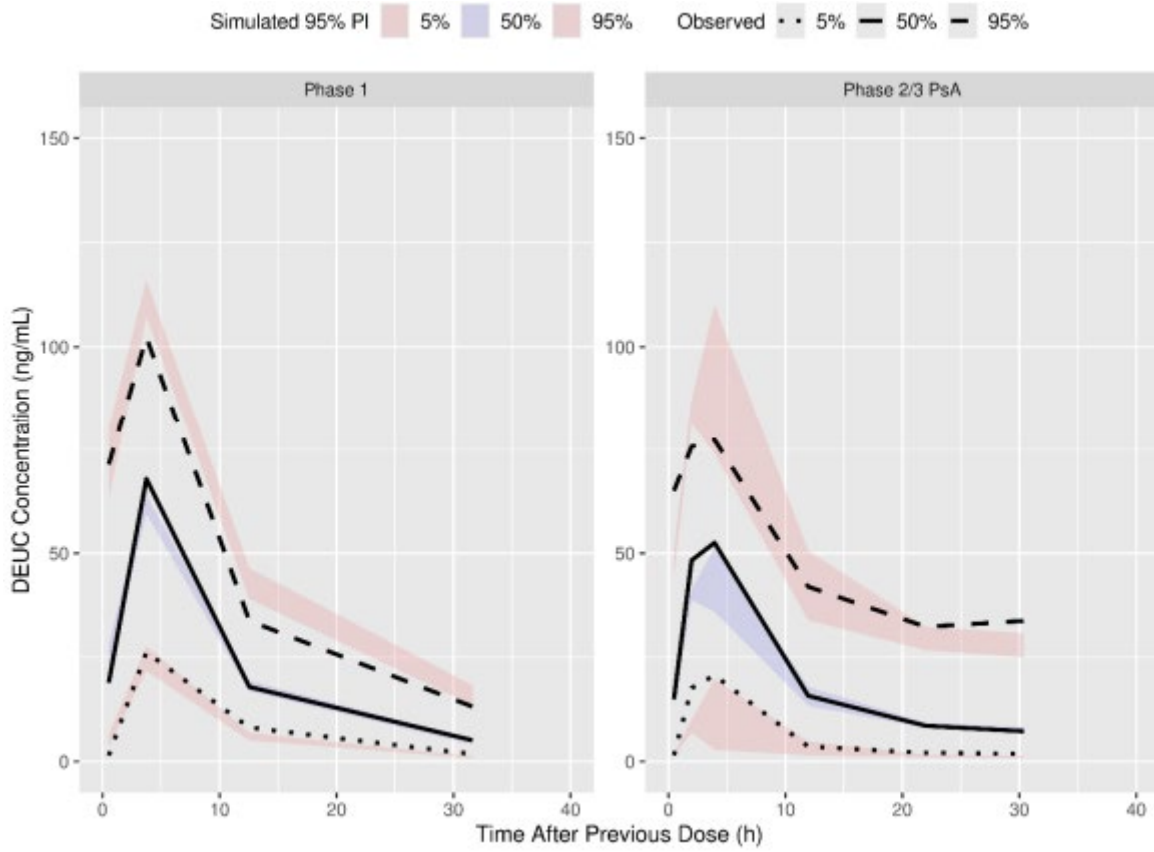 Simulated 95% PI 5% 50% 95% Observed 5% 50% 95%
Phase 1 Phase 2/3 PsA
DEUC Concentration (ng/mL)
150 150
100 100
50 50
0 0
0 10 20 30 40 0 10 20 30 40
Time After Previous Dose (h)